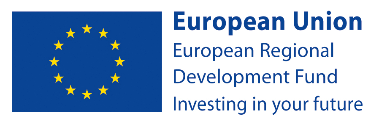 European Union
European Regional
Development Fund
Investing in your future